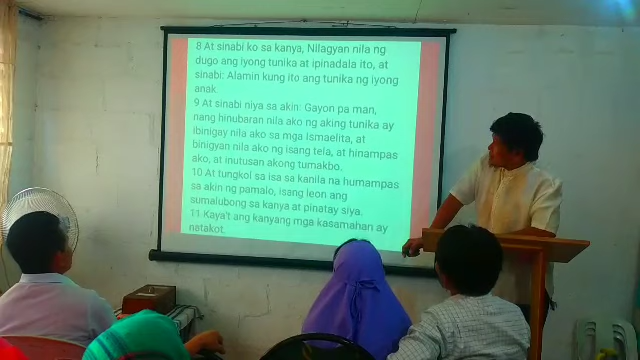 8 At sinabi ko sa kanya, Nilagyan nila ng
dugo ang iyong tunika at ipinadala ito, at
sinabi: Alamin kung ito ang tunika ng iyong
anak.
9 At sinabi niya sa akin: Gayon pa man,
nang hinubaran nila ako ng aking tunika ay
ibinigay nila ako sa mga Ismaelita, at
binigyan nila ako ng isang tela, at hinampas
ako, at inutusan akong tumakbo.
10 At tungkol sa isa sa kanila na humampas
sa akin ng pamalo, isang leon ang
sumalubong sa kanya at pinatay siya.
11 Kaya't ang kanyang mga kasamahan ay
natakot.